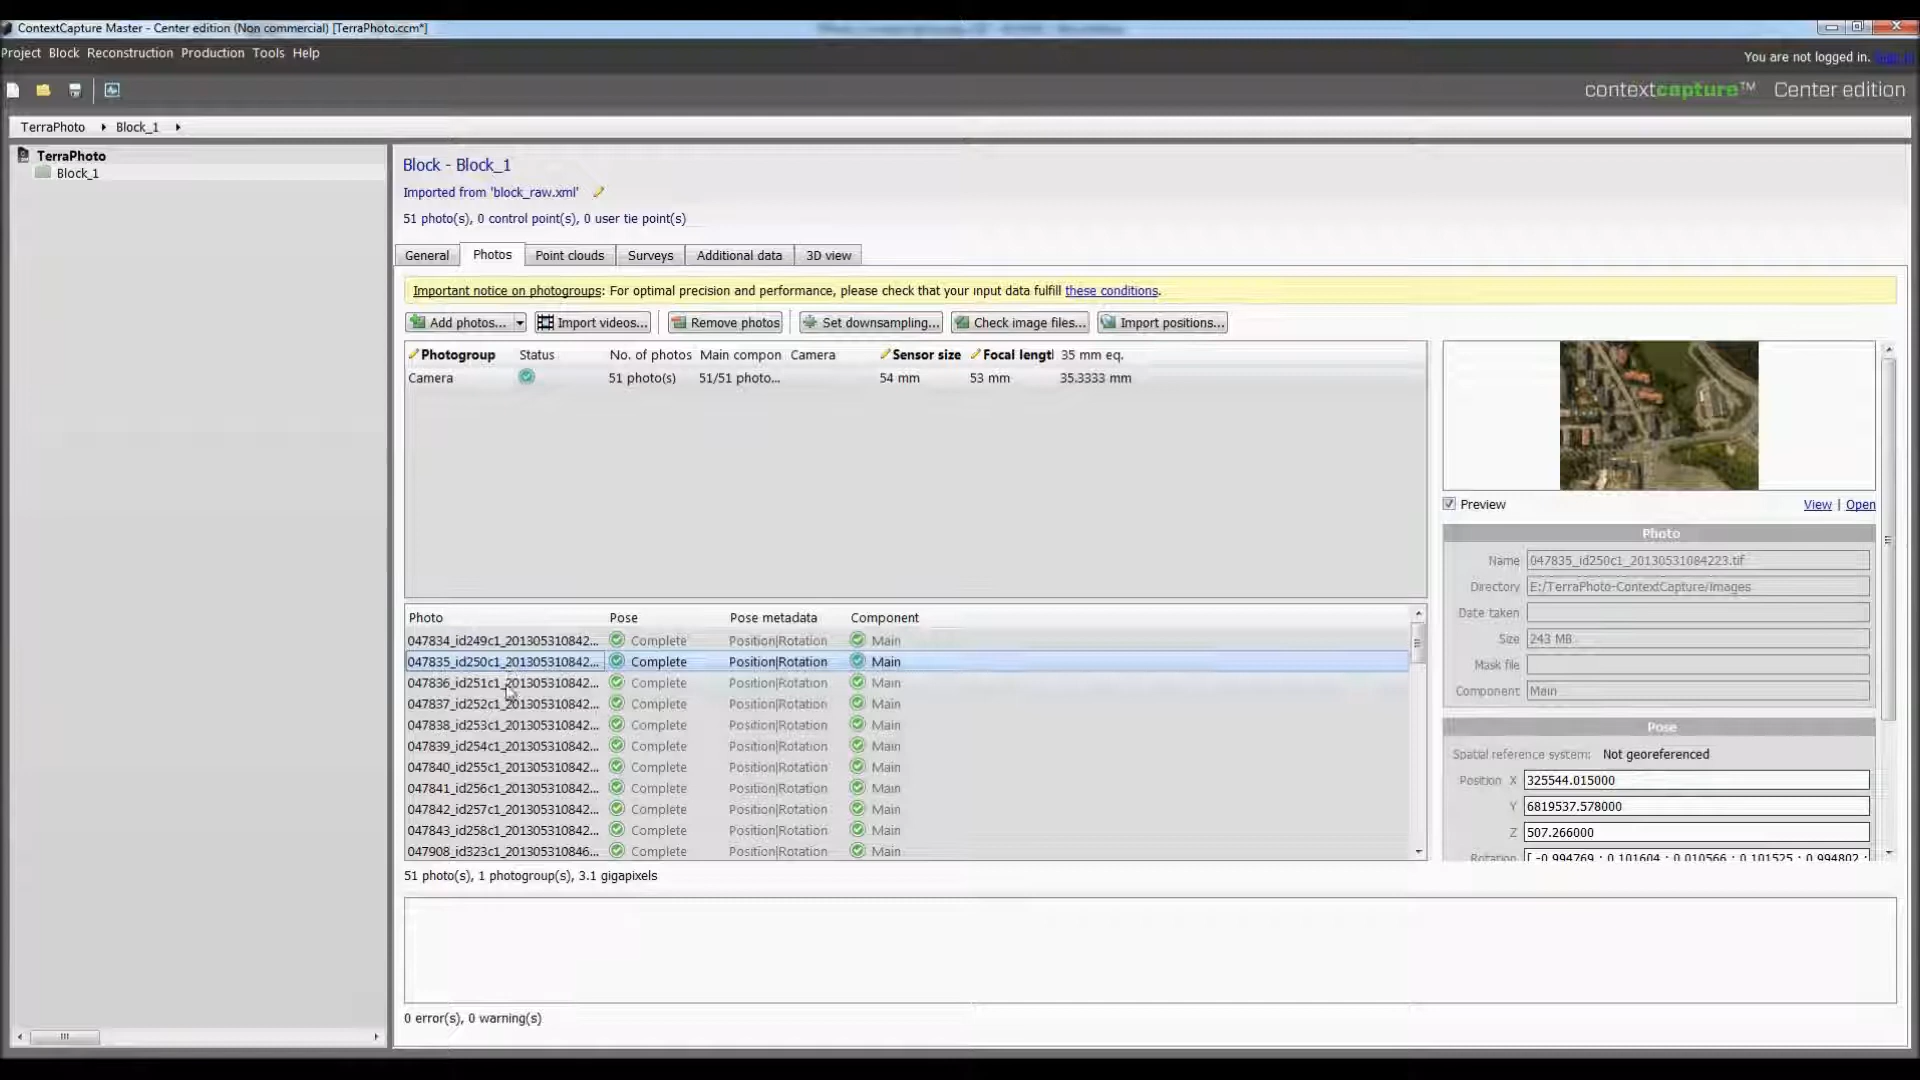 ContextCapture Master - Center edition (Non commercial) [TerraPhoto.ccm*]
Project Block Reconstruction Production Tools Help
You are not logged in.
contextcapture™ Center edition
TerraPhoto Block_1
TerraPhoto
Block_1
Block - Block_1
Imported from 'block_raw.xml'
51 photo(s), 0 control point(s), 0 user tie point(s)
General Photos Point clouds Surveys Additional data 3D view
Important notice on photogroups: For optimal precision and performance, please check that your input data fulfill these conditions.
Add photos... Import videos... Remove photos Set downsampling... Check image files... Import positions...
Photogroup Status No. of photos Main compon Camera Sensor size Focal lengt 35 mm eq.
Camera 51 photo(s) 51/51 photo... 54 mm 53 mm 35.3333 mm
Preview View | Open
Photo
Name 047835_id250c1_20130531084223.tif
Directory E:/TerraPhoto-ContextCapture/Images
Date taken
Size 243 MB
Mask file
Component Main
Pose
Spatial reference system: Not georeferenced
Position X 325544.015000
Y 6819537.578000
Z 507.266000
Rotation [ -0.994769 ; 0.101604 ; 0.010566 ; 0.101525 ; 0.994802 ;
Photo Pose Pose metadata Component
047834_id249c1_201305310842... Complete Position|Rotation Main
047835_id250c1_201305310842... Complete Position|Rotation Main
047836_id251c1_201305310842... Complete Position|Rotation Main
047837_id252c1_201305310842... Complete Position|Rotation Main
047838_id253c1_201305310842... Complete Position|Rotation Main
047839_id254c1_201305310842... Complete Position|Rotation Main
047840_id255c1_201305310842... Complete Position|Rotation Main
047841_id256c1_201305310842... Complete Position|Rotation Main
047842_id257c1_201305310842... Complete Position|Rotation Main
047843_id258c1_201305310842... Complete Position|Rotation Main
047908_id323c1_201305310846... Complete Position|Rotation Main
51 photo(s), 1 photogroup(s), 3.1 gigapixels
0 error(s), 0 warning(s)